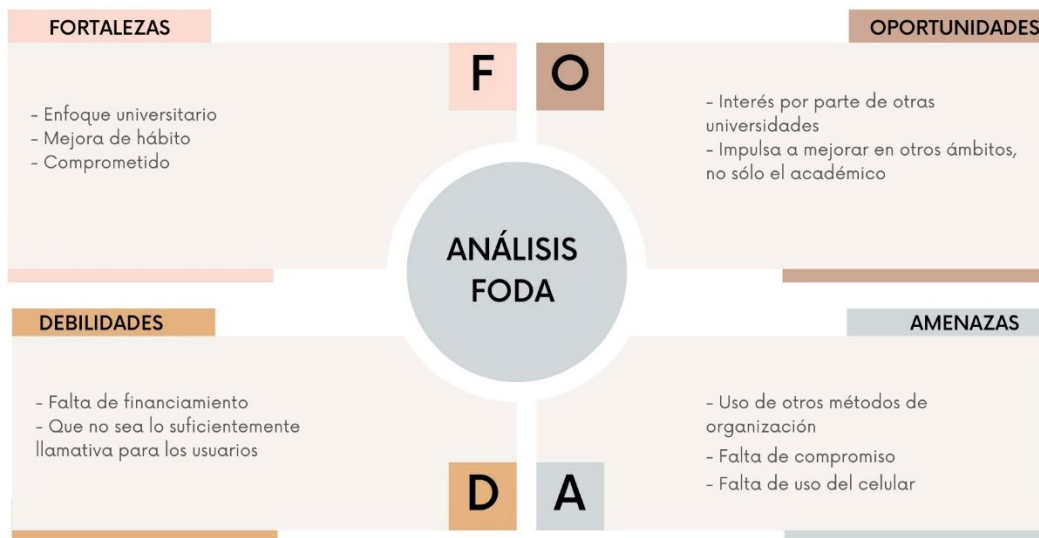 FORTALEZAS
F
- Enfoque universitario
- Mejora de hábito
- Comprometido
OPORTUNIDADES
O
- Interés por parte de otras
universidades
- Impulsa a mejorar en otros ámbitos,
no sólo el académico
ANÁLISIS
FODA
DEBILIDADES
- Falta de financiamiento
- Que no sea lo suficientemente
llamativa para los usuarios
D
AMENAZAS
- Uso de otros métodos de
organización
- Falta de compromiso
- Falta de uso del celular
A